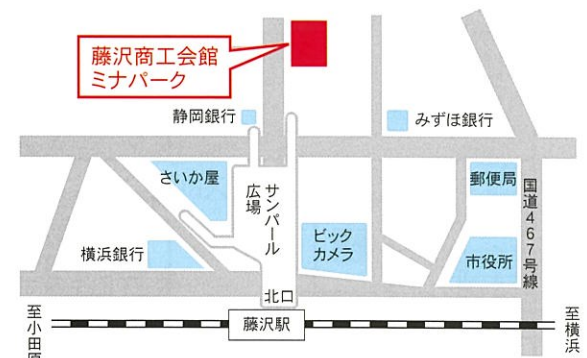 藤沢商工会館
ミナパーク
静岡銀行
みずほ銀行
さいか屋
サンパール
広場
郵便局
国道467号線
横浜銀行
ビック
カメラ
市役所
北口
藤沢駅
至小田原
至横浜